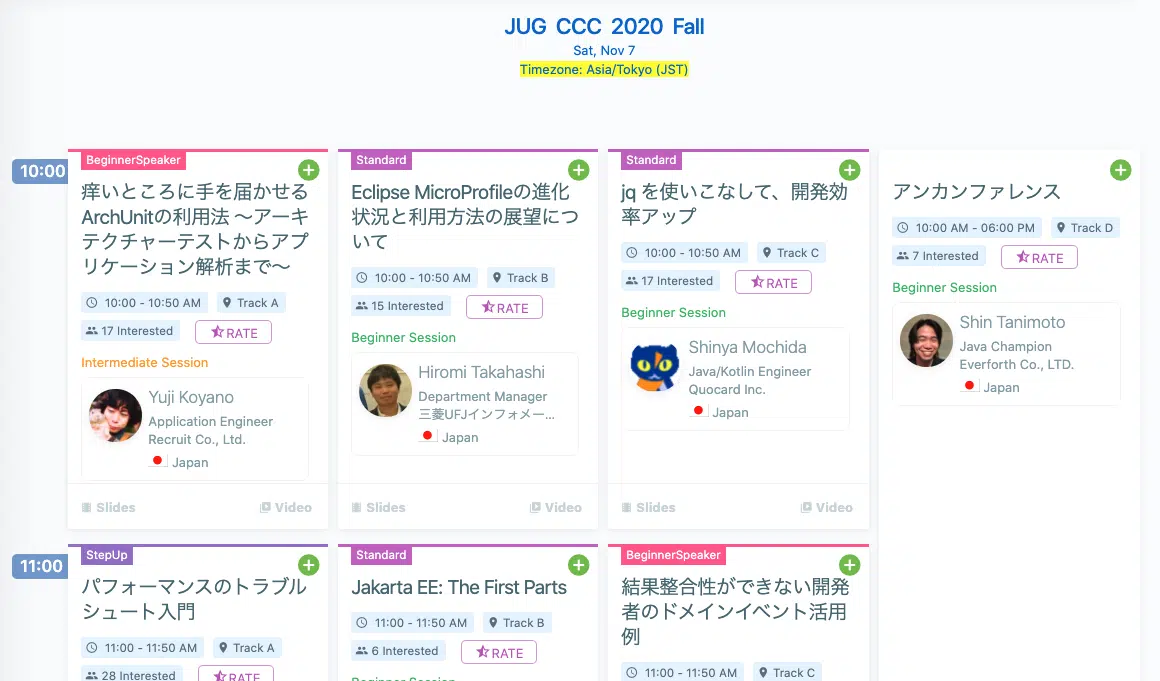 JUG CCC 2020 Fall
Sat, Nov 7
Timezone: Asia/Tokyo (JST)
10:00
BeginnerSpeaker
痒いところに手を届かせる
ArchUnitの利用法 〜アーキ
テクチャーテストからアプ
リケーション解析まで〜
10:00 - 10:50 AM
Track A
17 Interested
RATE
Intermediate Session
Yuji Koyano
Application Engineer
Recruit Co., Ltd.
Japan
Slides
Video
Standard
Eclipse MicroProfileの進化
状況と利用方法の展望につ
いて
10:00 - 10:50 AM
Track B
15 Interested
RATE
Beginner Session
Hiromi Takahashi
Department Manager
三菱UFJインフォメー...
Japan
Slides
Video
Standard
jq を使いこなして、開発効
率アップ
10:00 - 10:50 AM
Track C
17 Interested
RATE
Beginner Session
Shinya Mochida
Java/Kotlin Engineer
Quocard Inc.
Japan
Slides
Video
アンカンファレンス
10:00 AM - 06:00 PM
Track D
7 Interested
RATE
Beginner Session
Shin Tanimoto
Java Champion
Everforth Co., LTD.
Japan
11:00
StepUp
パフォーマンスのトラブル
シュート入門
11:00 - 11:50 AM
Track A
28 Interested
RATE
Standard
Jakarta EE: The First Parts
11:00 - 11:50 AM
Track B
6 Interested
RATE
Beginner Session
BeginnerSpeaker
結果整合性ができない開発
者のドメインイベント活用
例
11:00 - 11:50 AM
Track C